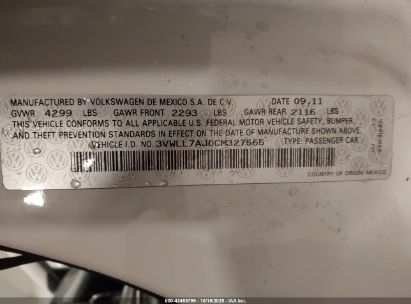 MANUFACTURED BY VOLKSWAGEN DE MEXICO S.A. DE C.V. DATE 09.11
GVWR 4299 LBS GAWR FRONT 2293 LBS GAWR REAR 2116 LBS
THIS VEHICLE CONFORMS TO ALL APPLICABLE U.S. FEDERAL MOTOR VEHICLE SAFETY, BUMPER,
AND THEFT PREVENTION STANDARDS IN EFFECT ON THE DATE OF MANUFACTURE SHOWN ABOVE.
VEHICLE I.D. NO. 3VWLL7AJ0CM327565 TYPE: PASSENGER CAR
COUNTRY OF ORIGIN: MEXICO